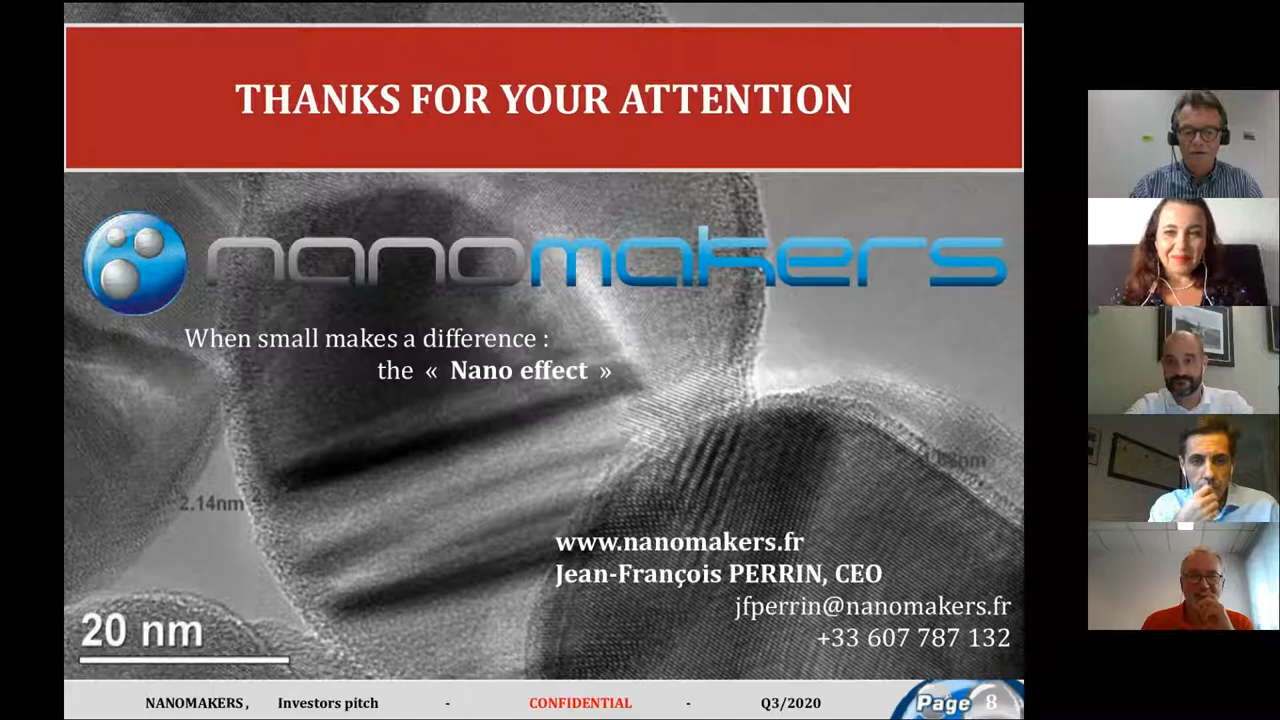 THANKS FOR YOUR ATTENTION
nanomakers
When small makes a difference :
the « Nano effect »
2.14nm
www.nanomakers.fr
Jean-François PERRIN, CEO
jfperrin@nanomakers.fr
+33 607 787 132
20 nm
NANOMAKERS, Investors pitch - CONFIDENTIAL - Q3/2020 Page 8